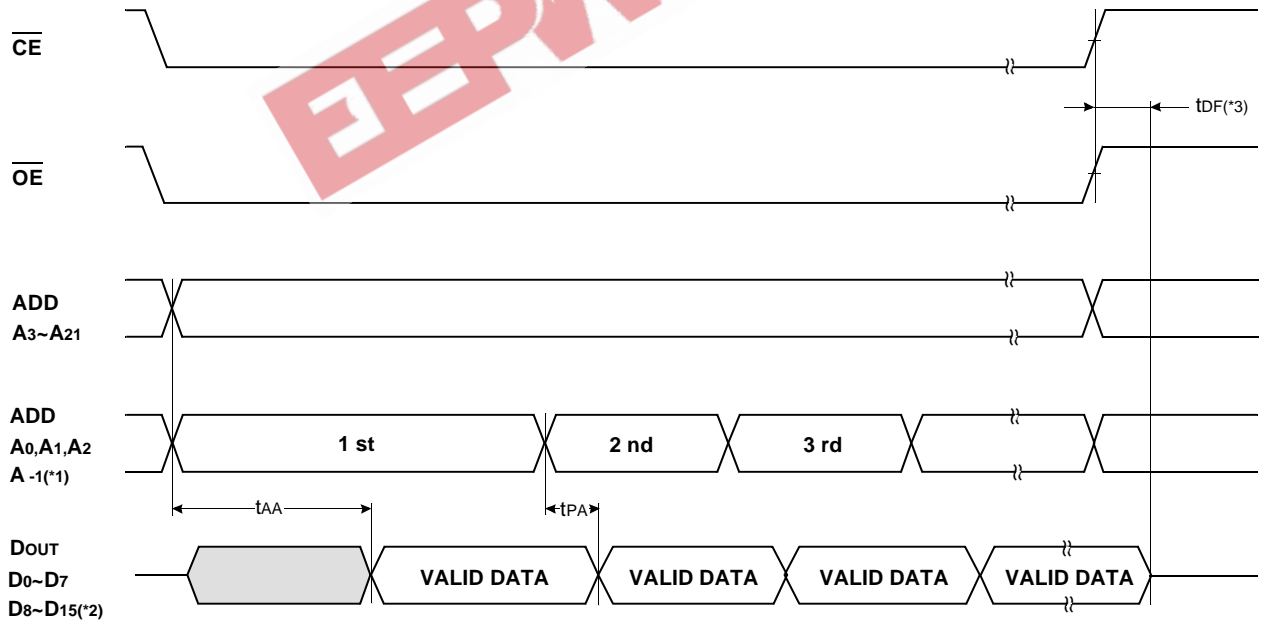 EEPW
CE
tDF(*3)
OE
ADD
A3~A21
ADD
A0,A1,A2
A -1(*1)
1 st
2 nd
3 rd
tAA
tPA
DOUT
D0~D7
D8~D15(*2)
VALID DATA
VALID DATA
VALID DATA
VALID DATA